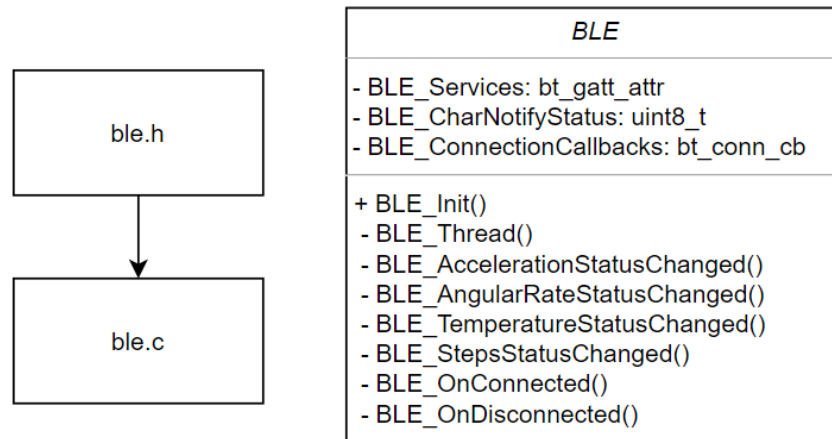 ble.h
ble.c
BLE
- BLE_Services: bt_gatt_attr
- BLE_CharNotifyStatus: uint8_t
- BLE_ConnectionCallbacks: bt_conn_cb
+ BLE_Init()
- BLE_Thread()
- BLE_AccelerationStatusChanged()
- BLE_AngularRateStatusChanged()
- BLE_TemperatureStatusChanged()
- BLE_StepsStatusChanged()
- BLE_OnConnected()
- BLE_OnDisconnected()